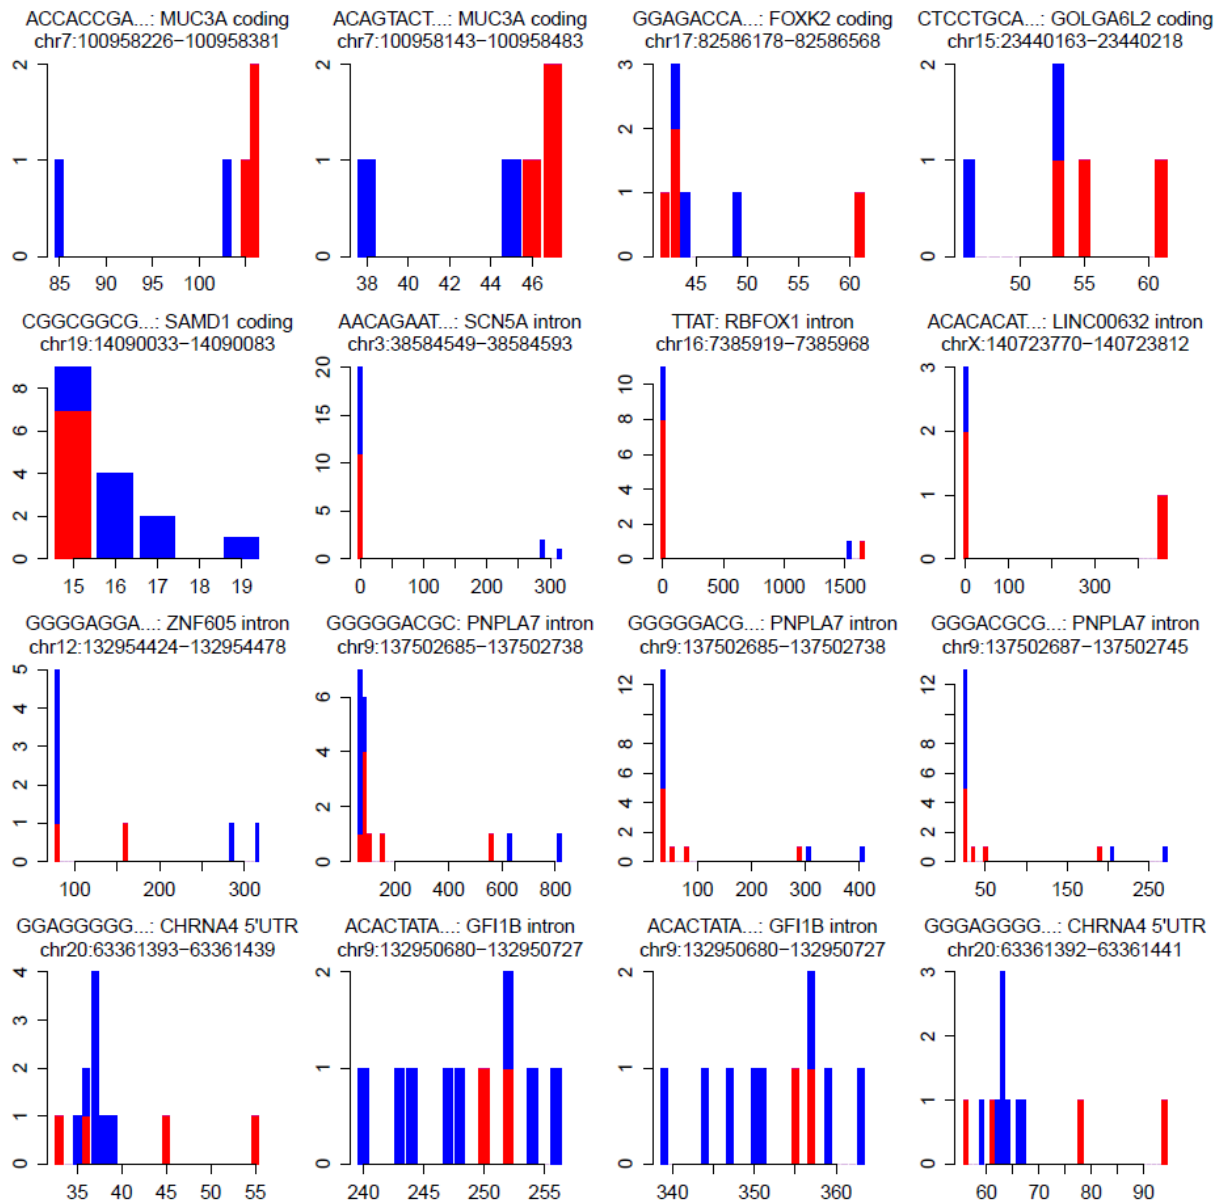 ACCACCGA...: MUC3A coding
chr7:100958226−100958381
0 1 2
85 90 95 100
ACAGTACT...: MUC3A coding
chr7:100958143−100958483
0 1 2
38 40 42 44 46
GGAGACCA...: FOXK2 coding
chr17:82586178−82586568
0 1 2 3
45 50 55 60
CTCCTGCA...: GOLGA6L2 coding
chr15:23440163−23440218
0 1 2
50 55 60
CGGCGGCG...: SAMD1 coding
chr19:14090033−14090083
0 2 4 6 8
15 16 17 18 19
AACAGAAT...: SCN5A intron
chr3:38584549−38584593
0 5 10 15 20
0 100 200 300
TTAT: RBFOX1 intron
chr16:7385919−7385968
0 2 4 6 8 10
0 500 1000 1500
ACACACAT...: LINC00632 intron
chrX:140723770−140723812
0 1 2 3
0 100 300
GGGGAGGA...: ZNF605 intron
chr12:132954424−132954478
0 1 2 3 4 5
100 200 300
GGGGGACGC: PNPLA7 intron
chr9:137502685−137502738
0 2 4 6
200 400 600 800
GGGGGACG...: PNPLA7 intron
chr9:137502685−137502738
0 2 4 6 8 12
100 200 300 400
GGGACGCG...: PNPLA7 intron
chr9:137502687−137502745
0 2 4 6 8 12
50 150 250
GGAGGGGG...: CHRNA4 5'UTR
chr20:63361393−63361439
0 1 2 3 4
35 40 45 50 55
ACACTATA...: GFI1B intron
chr9:132950680−132950727
0 1 2
240 245 250 255
ACACTATA...: GFI1B intron
chr9:132950680−132950727
0 1 2
340 350 360
GGGAGGGG...: CHRNA4 5'UTR
chr20:63361392−63361441
0 1 2 3
60 70 80 90